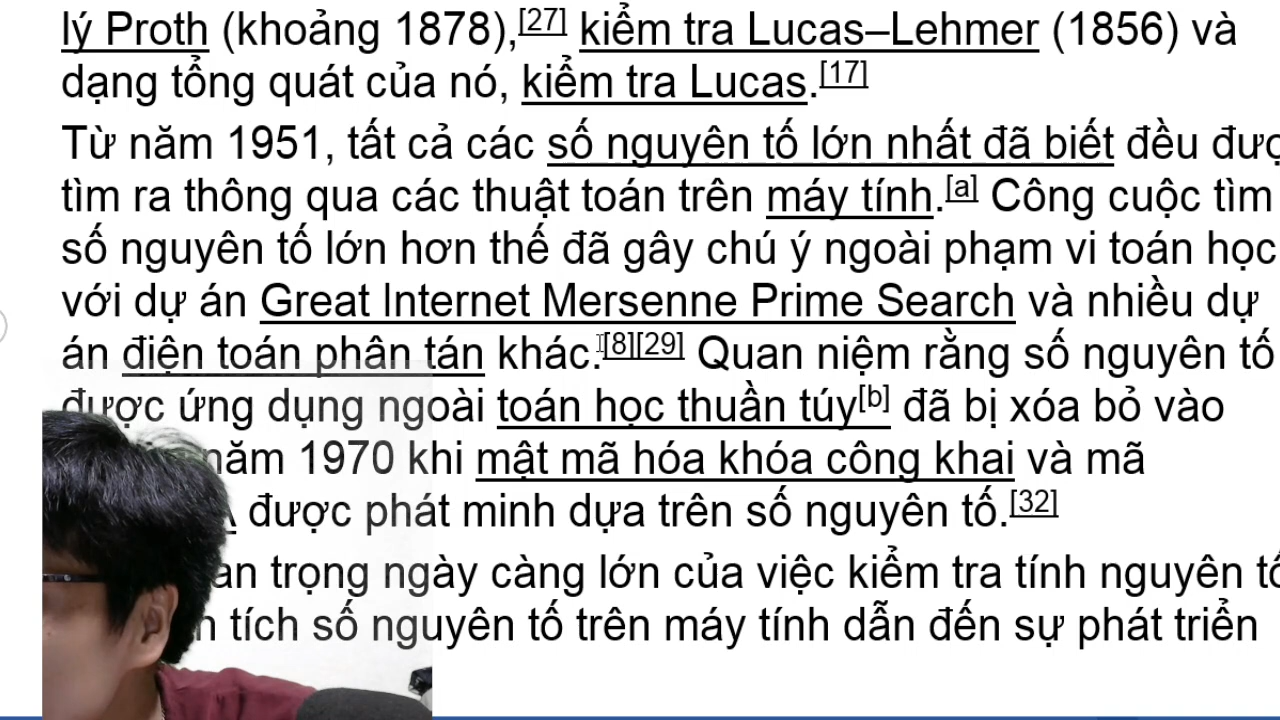 lý Proth (khoảng 1878),[27] kiểm tra Lucas–Lehmer (1856) và
dạng tổng quát của nó, kiểm tra Lucas.[17]
Từ năm 1951, tất cả các số nguyên tố lớn nhất đã biết đều
tìm ra thông qua các thuật toán trên máy tính.[a] Công cuộc tìm
số nguyên tố lớn hơn thế đã gây chú ý ngoài phạm vi toán học
với dự án Great Internet Mersenne Prime Search và nhiều dự
án điện toán phân tán khác.[8][29] Quan niệm rằng số nguyên tố
được ứng dụng ngoài toán học thuần túy[b] đã bị xóa bỏ vào
năm 1970 khi mật mã hóa khóa công khai và mã
được phát minh dựa trên số nguyên tố.[32]
trọng ngày càng lớn của việc kiểm tra tính nguyên tố
tích số nguyên tố trên máy tính dẫn đến sự phát triển